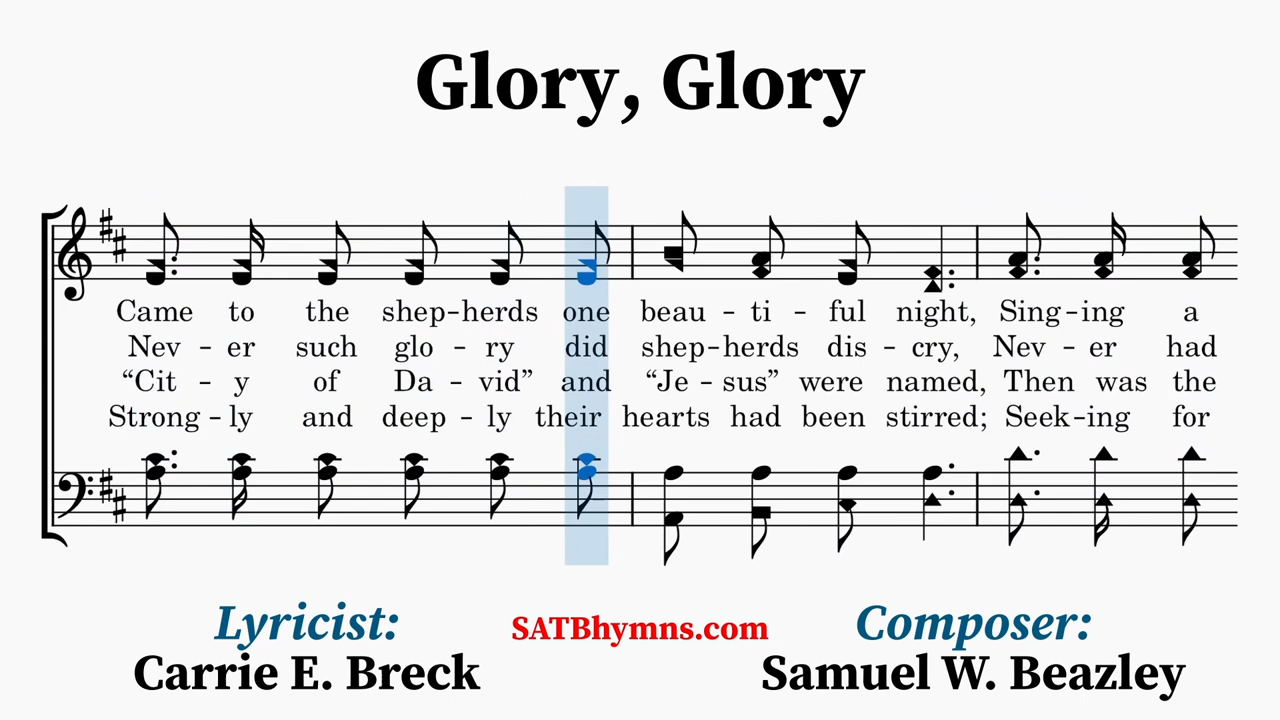 Glory, Glory
Came to the shep-herds one beau - ti - ful night, Sing-ing a
Nev - er such glo - ry did shep-herds dis - cry, Nev - er had
“Cit - y of Da - vid” and “Je - sus” were named, Then was the
Strong-ly and deep-ly their hearts had been stirred; Seek-ing for
Lyricist: SATBhymns.com Composer:
Carrie E. Breck Samuel W. Beazley